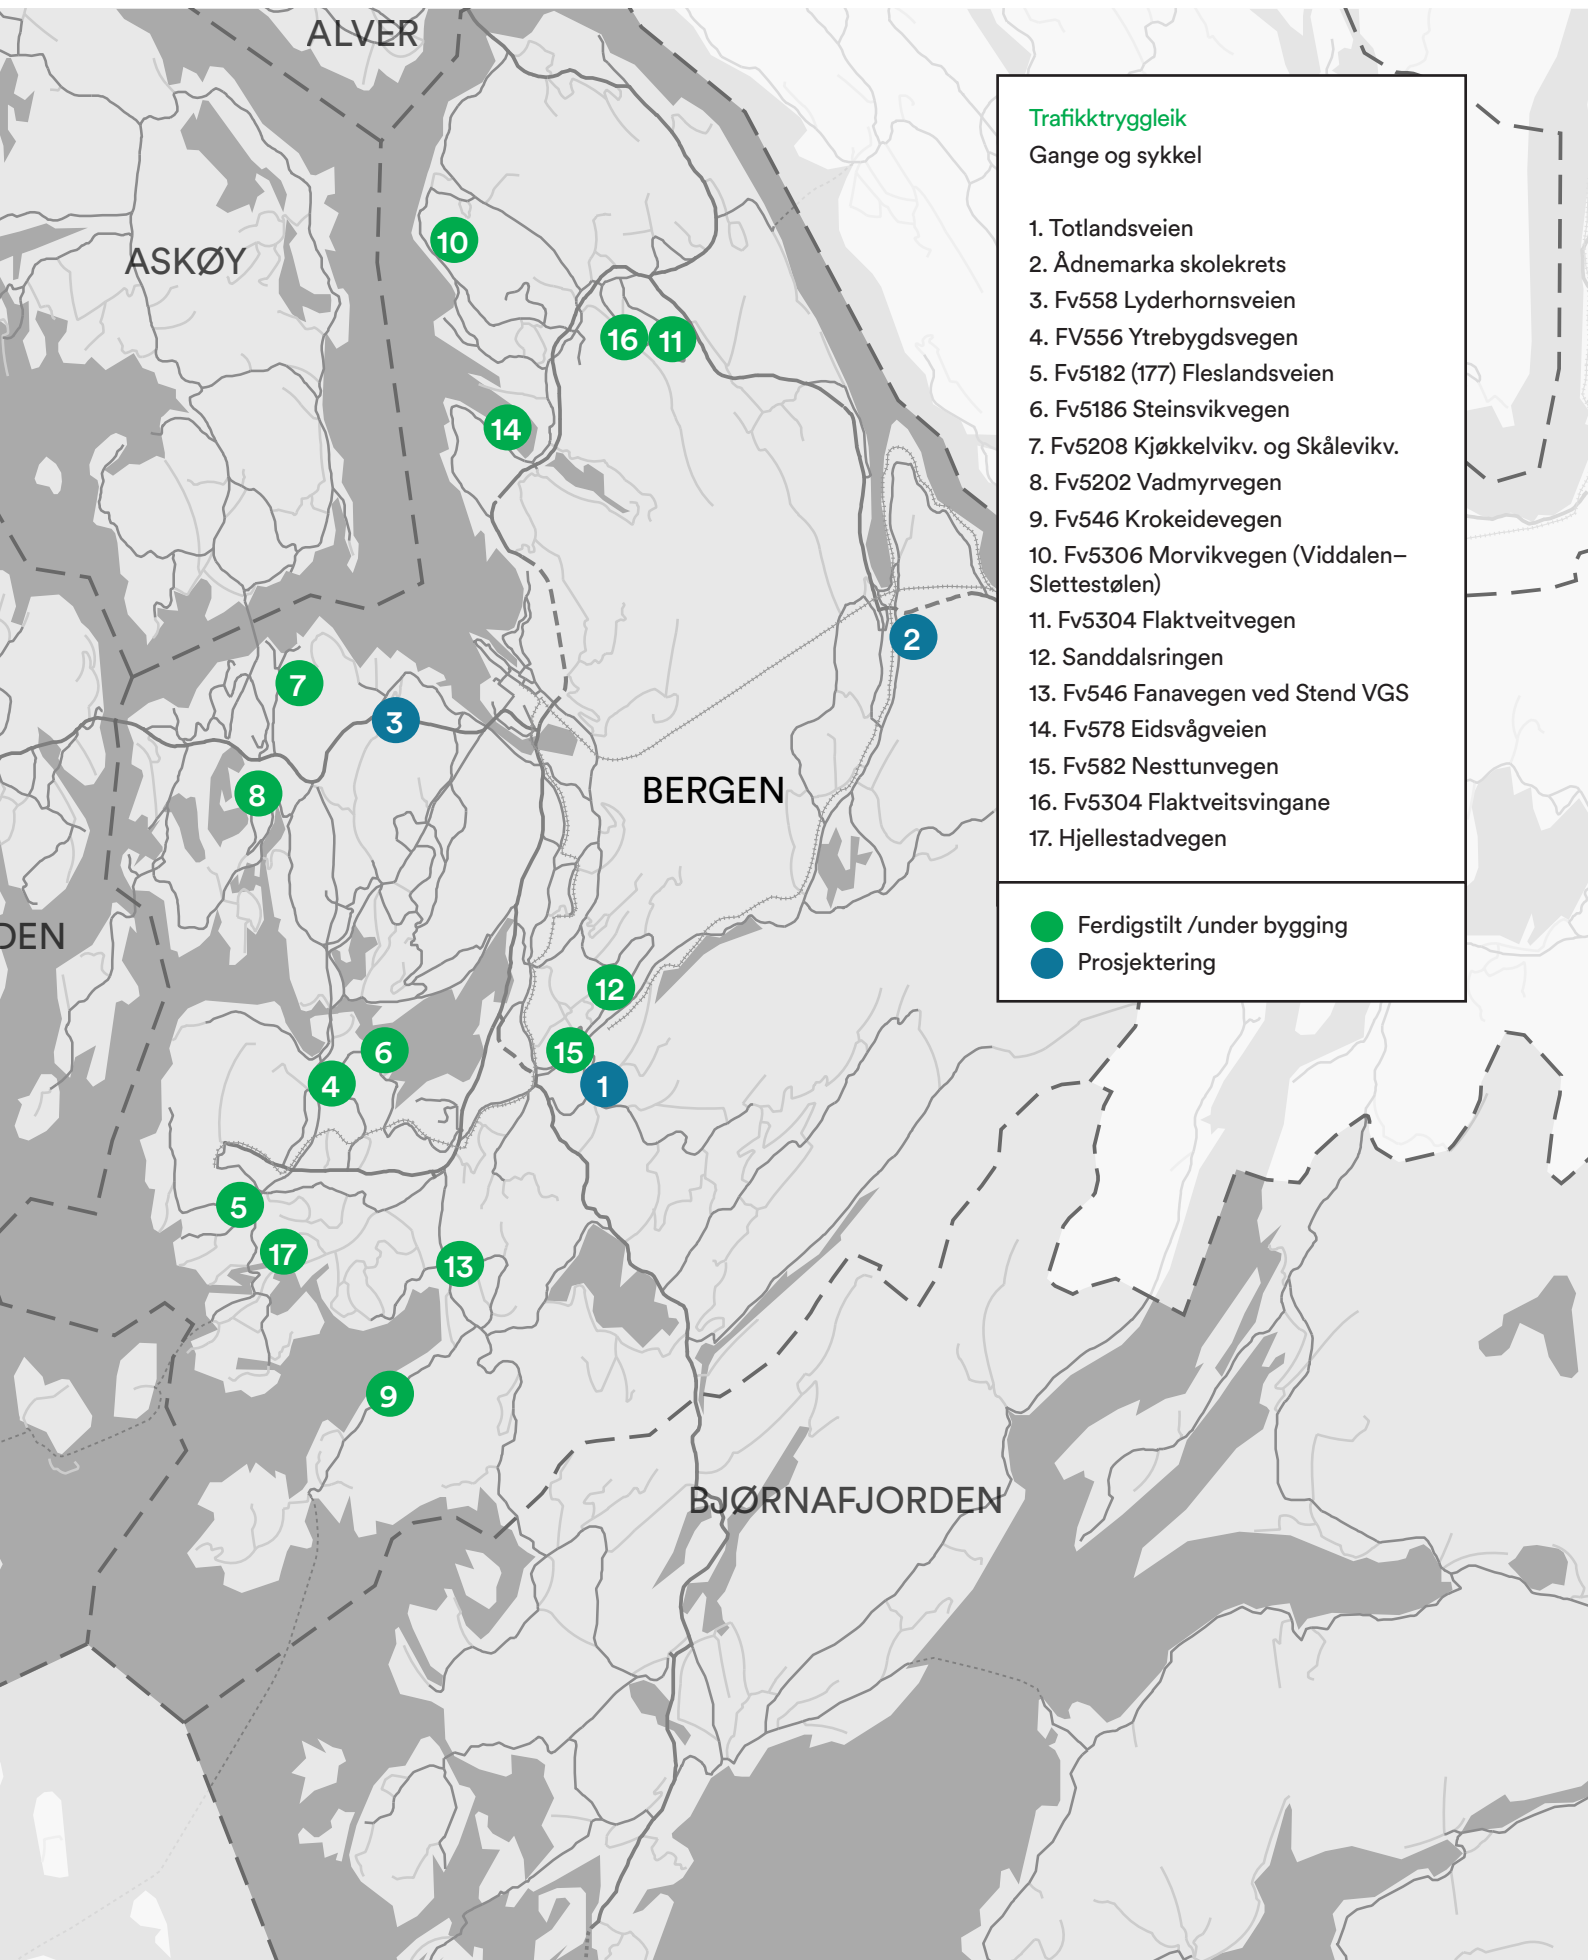 ALVER
Trafikktryggleik
Gange og sykkel
1. Totlandsveien
2. Ådnemarka skolekrets
3. Fv558 Lyderhornsveien
4. FV556 Ytrebygdsvegen
5. Fv5182 (177) Fleslandsveien
6. Fv5186 Steinsvikvegen
7. Fv5208 Kjøkkelvikv. og Skålevikv.
8. Fv5202 Vadmyrvegen
9. Fv546 Krokeidevegen
10. Fv5306 Morvikvegen (Viddalen–
Slettestølen)
11. Fv5304 Flaktveitvegen
12. Sanddalsringen
13. Fv546 Fanavegen ved Stend VGS
14. Fv578 Eidsvågveien
15. Fv582 Nesttunvegen
16. Fv5304 Flaktveitsvingane
17. Hjellestadvegen
Ferdigstilt /under bygging
Prosjektering
10
ASKØY
16
11
14
2
7
3
BERGEN
8
DEN
12
15
6
4
1
5
17
13
9
BJØRNAFJORDEN